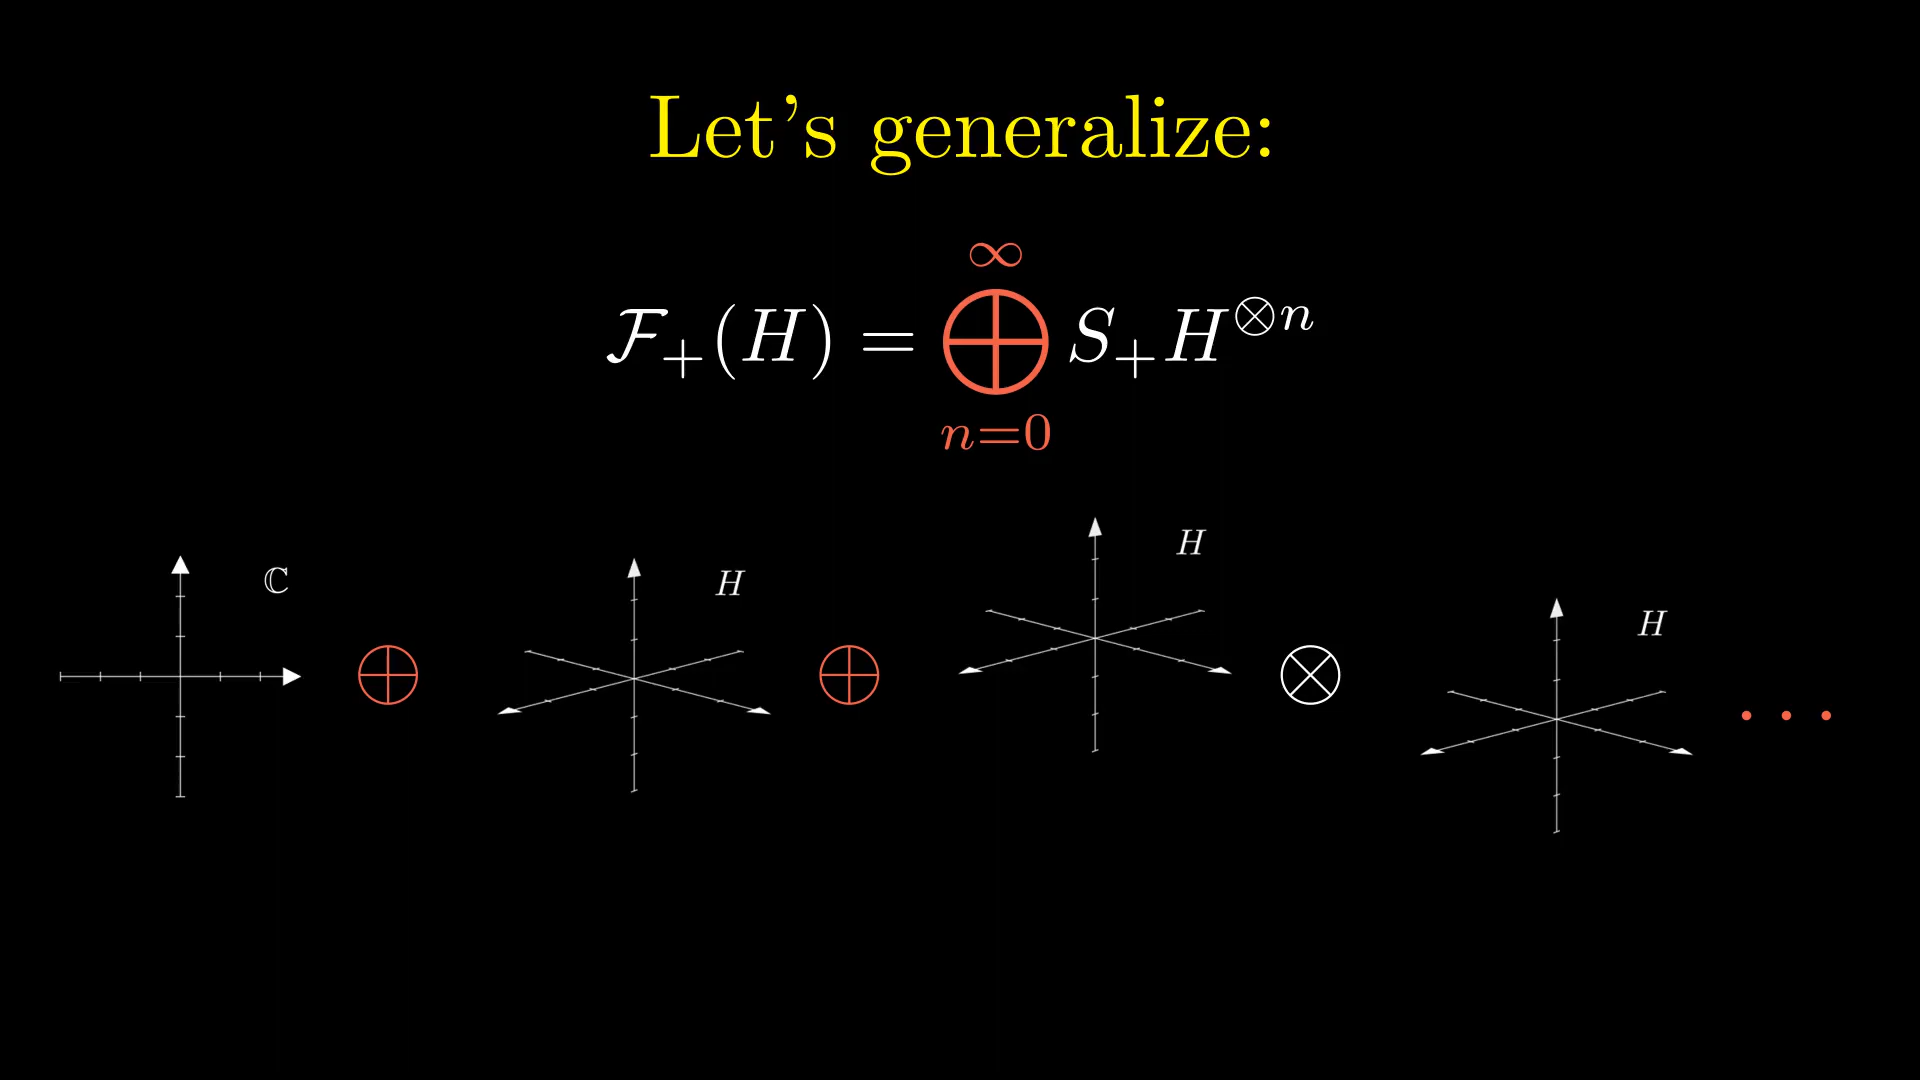 Let's generalize:
𝓕₊(H) = ⨁_{n=0}^{∞} S₊H^{⊗n}
ℂ ⊕ H ⊕ H ⊗ H ...